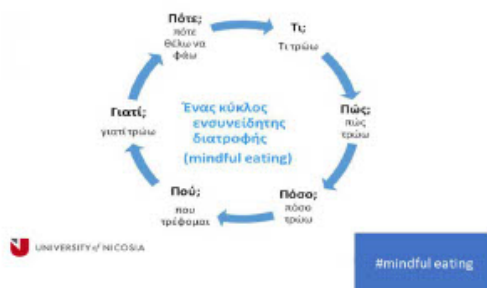 Πότε;
πότε
θέλω να
φάω
Τι;
Τι τρώω
Πώς;
πώς
τρώω
Πόσο;
πόσο
τρώω
Πού;
που
τρέφομαι
Γιατί;
γιατί τρώω
Ένας κύκλος
ενσυνείδητης
διατροφής
(mindful eating)
UNIVERSITY of NICOSIA
#mindful eating